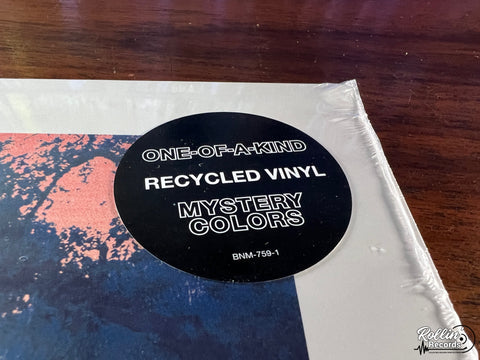 ONE-OF-A-KIND
RECYCLED VINYL
MYSTERY
COLORS
BNM-759-1
Rollin'
Records